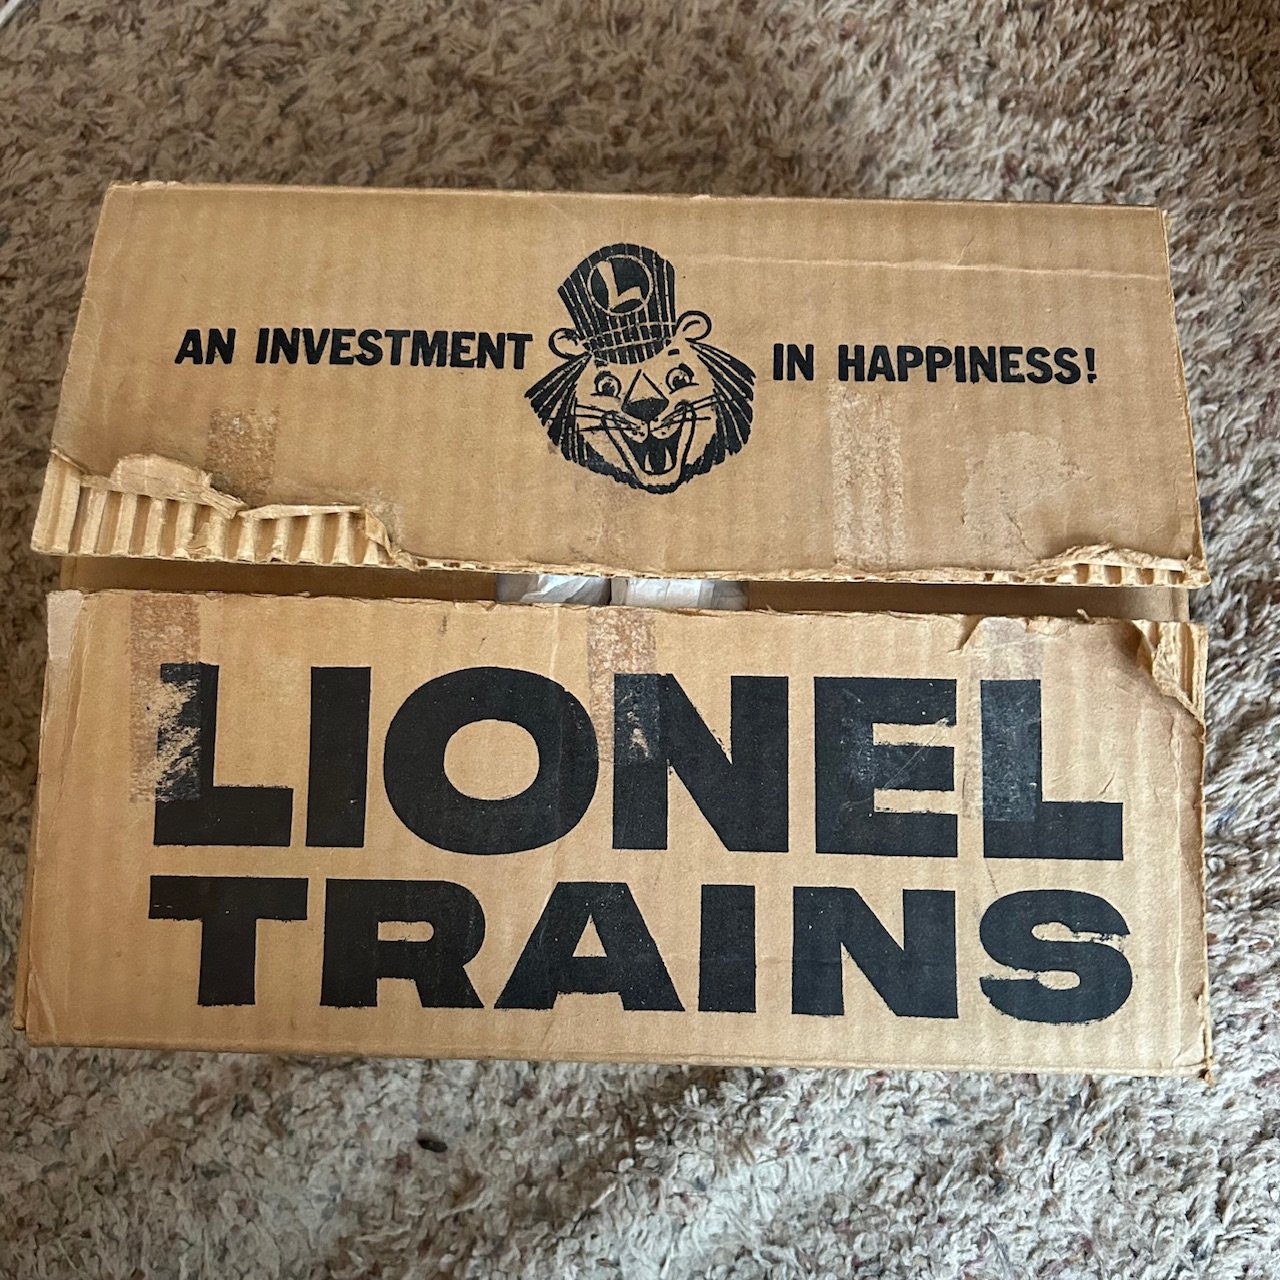 L
AN INVESTMENT IN HAPPINESS!
LIONEL
TRAINS